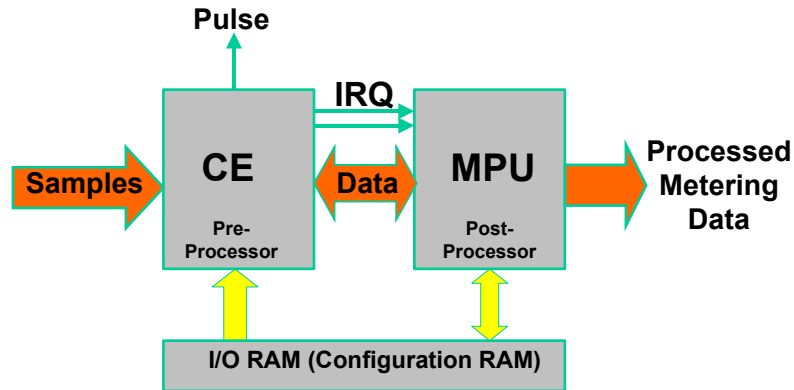 Pulse
IRQ
Samples
CE
Pre-
Processor
Data
MPU
Post-
Processor
Processed
Metering
Data
I/O RAM (Configuration RAM)